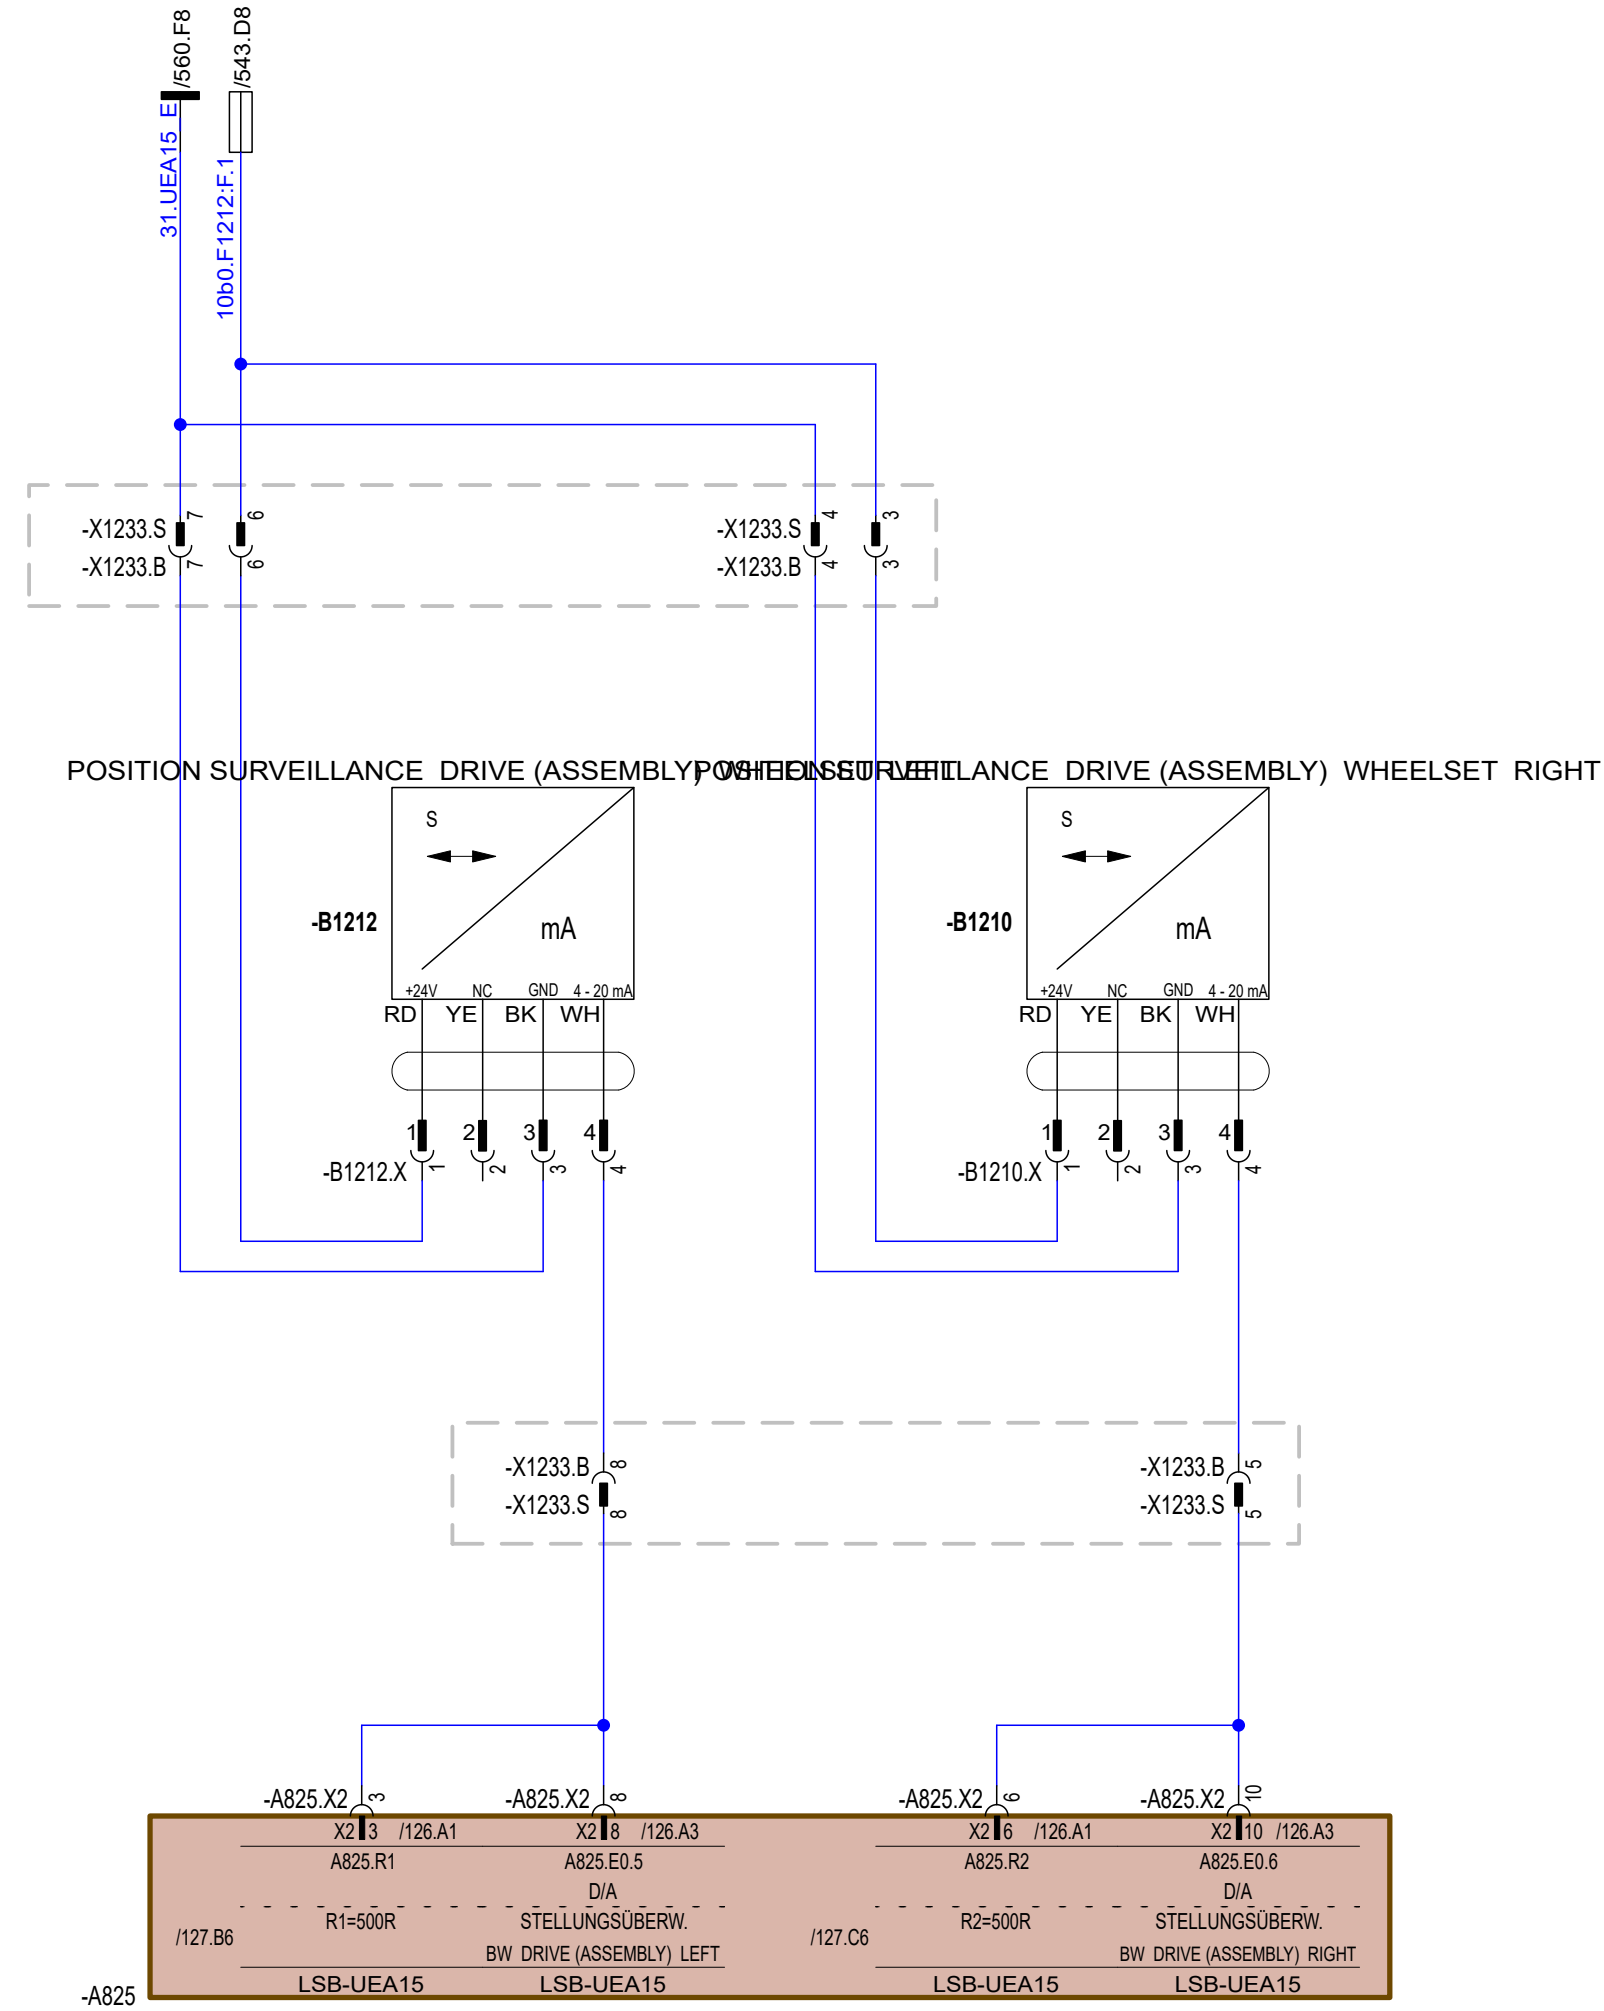 /560.F8
/543.D8
31.UEA15 E
10b0.F1212:F.1
7
6
4
3
-X1233.S
-X1233.S
-X1233.B
-X1233.B
7
6
4
3
POSITION SURVEILLANCE DRIVE (ASSEMBLY) WHEELSET LEFT
POSITION SURVEILLANCE DRIVE (ASSEMBLY) WHEELSET RIGHT
S
S
-B1212
mA
-B1210
mA
+24V NC GND 4 - 20 mA
+24V NC GND 4 - 20 mA
RD YE BK WH
RD YE BK WH
1 2 3 4
1 2 3 4
-B1212.X 1 2 3 4
-B1210.X 1 2 3 4
-X1233.B 8
-X1233.B 5
-X1233.S 8
-X1233.S 5
-A825.X2 3
-A825.X2 8
-A825.X2 6
-A825.X2 10
X2 3 /126.A1
X2 8 /126.A3
X2 6 /126.A1
X2 10 /126.A3
A825.R1
A825.E0.5
A825.R2
A825.E0.6
D/A
D/A
R1=500R
STELLUNGSÜBERW.
R2=500R
STELLUNGSÜBERW.
/127.B6
/127.C6
BW DRIVE (ASSEMBLY) LEFT
BW DRIVE (ASSEMBLY) RIGHT
LSB-UEA15
LSB-UEA15
LSB-UEA15
LSB-UEA15
-A825